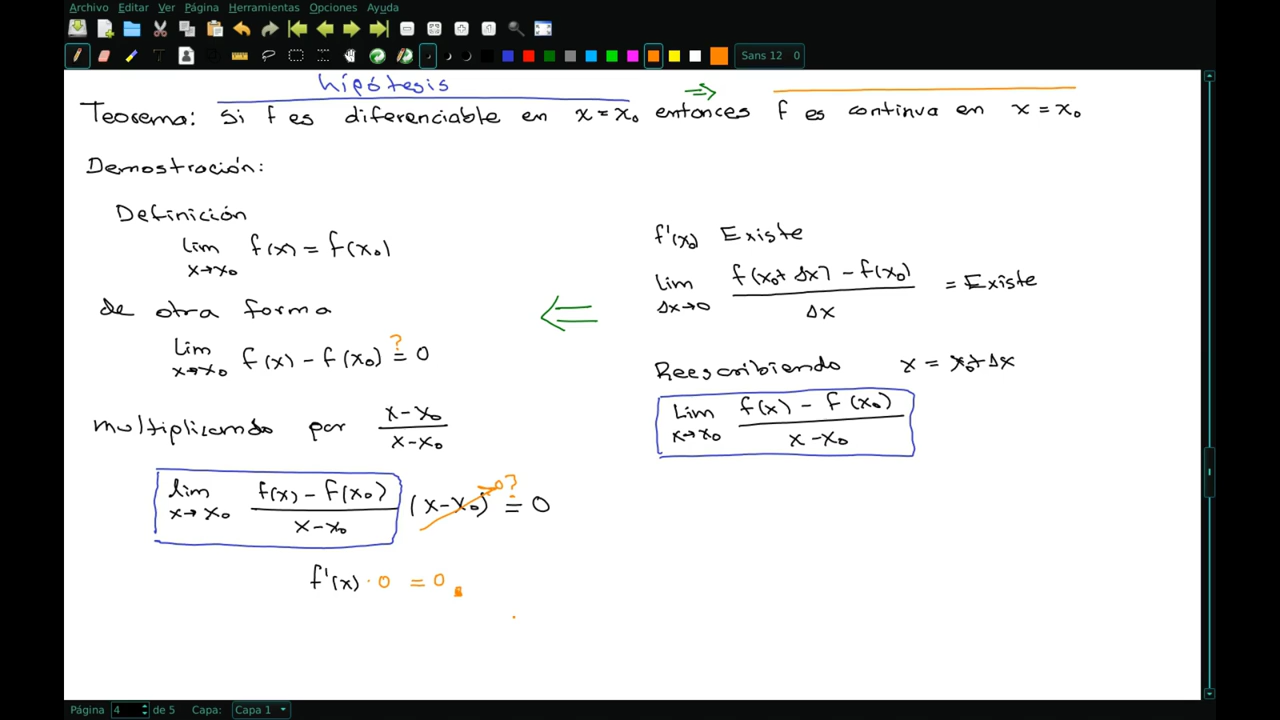 Archivo Editar Ver Página Herramientas Opciones Ayuda
Sans 12 0
hipótesis
Teorema: Si f es diferenciable en x = x₀ entonces f es continua en x = x₀
Demostración:
Definición
lim x→x₀ f(x) = f(x₀)
de otra forma
Lim x→x₀ f(x) - f(x₀) =? 0
multiplicando por (x-x₀)/(x-x₀)
lim x→x₀ (f(x) - f(x₀))/(x-x₀) (x-x₀) →0 =? 0
f'(x) · 0 = 0
f'(x₀) Existe
lim Δx→0 (f(x₀+Δx) - f(x₀))/Δx = Existe
Reescribiendo x = x₀+Δx
Lim x→x₀ (f(x) - f(x₀))/(x-x₀)
Página 4 de 5 Capa: Capa 1